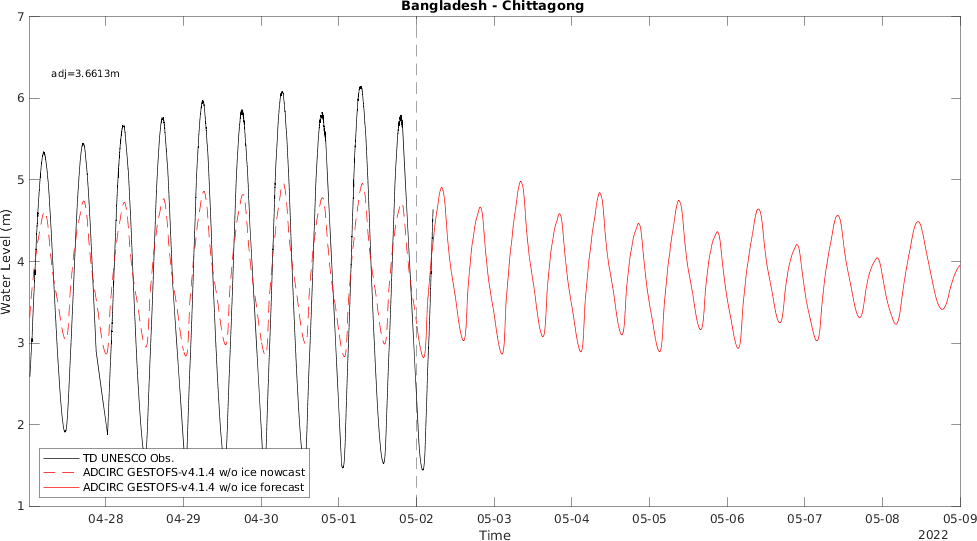 Bangladesh - Chittagong
adj=3.6613m
7
6
5
4
3
2
1
Water Level (m)
TD UNESCO Obs.
ADCIRC GESTOFS-v4.1.4 w/o ice nowcast
ADCIRC GESTOFS-v4.1.4 w/o ice forecast
04-28 04-29 04-30 05-01 05-02 05-03 05-04 05-05 05-06 05-07 05-08 05-09
Time
2022